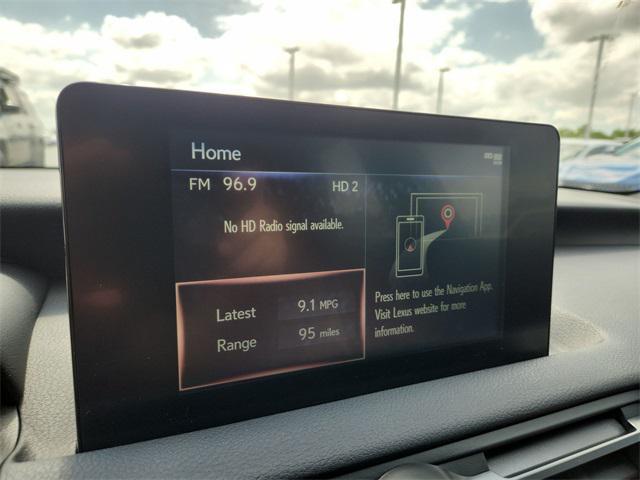 Home
FM 96.9 HD 2
No HD Radio signal available.
Latest 9.1 MPG
Range 95 miles
Press here to use the Navigation App.
Visit Lexus website for more
information.